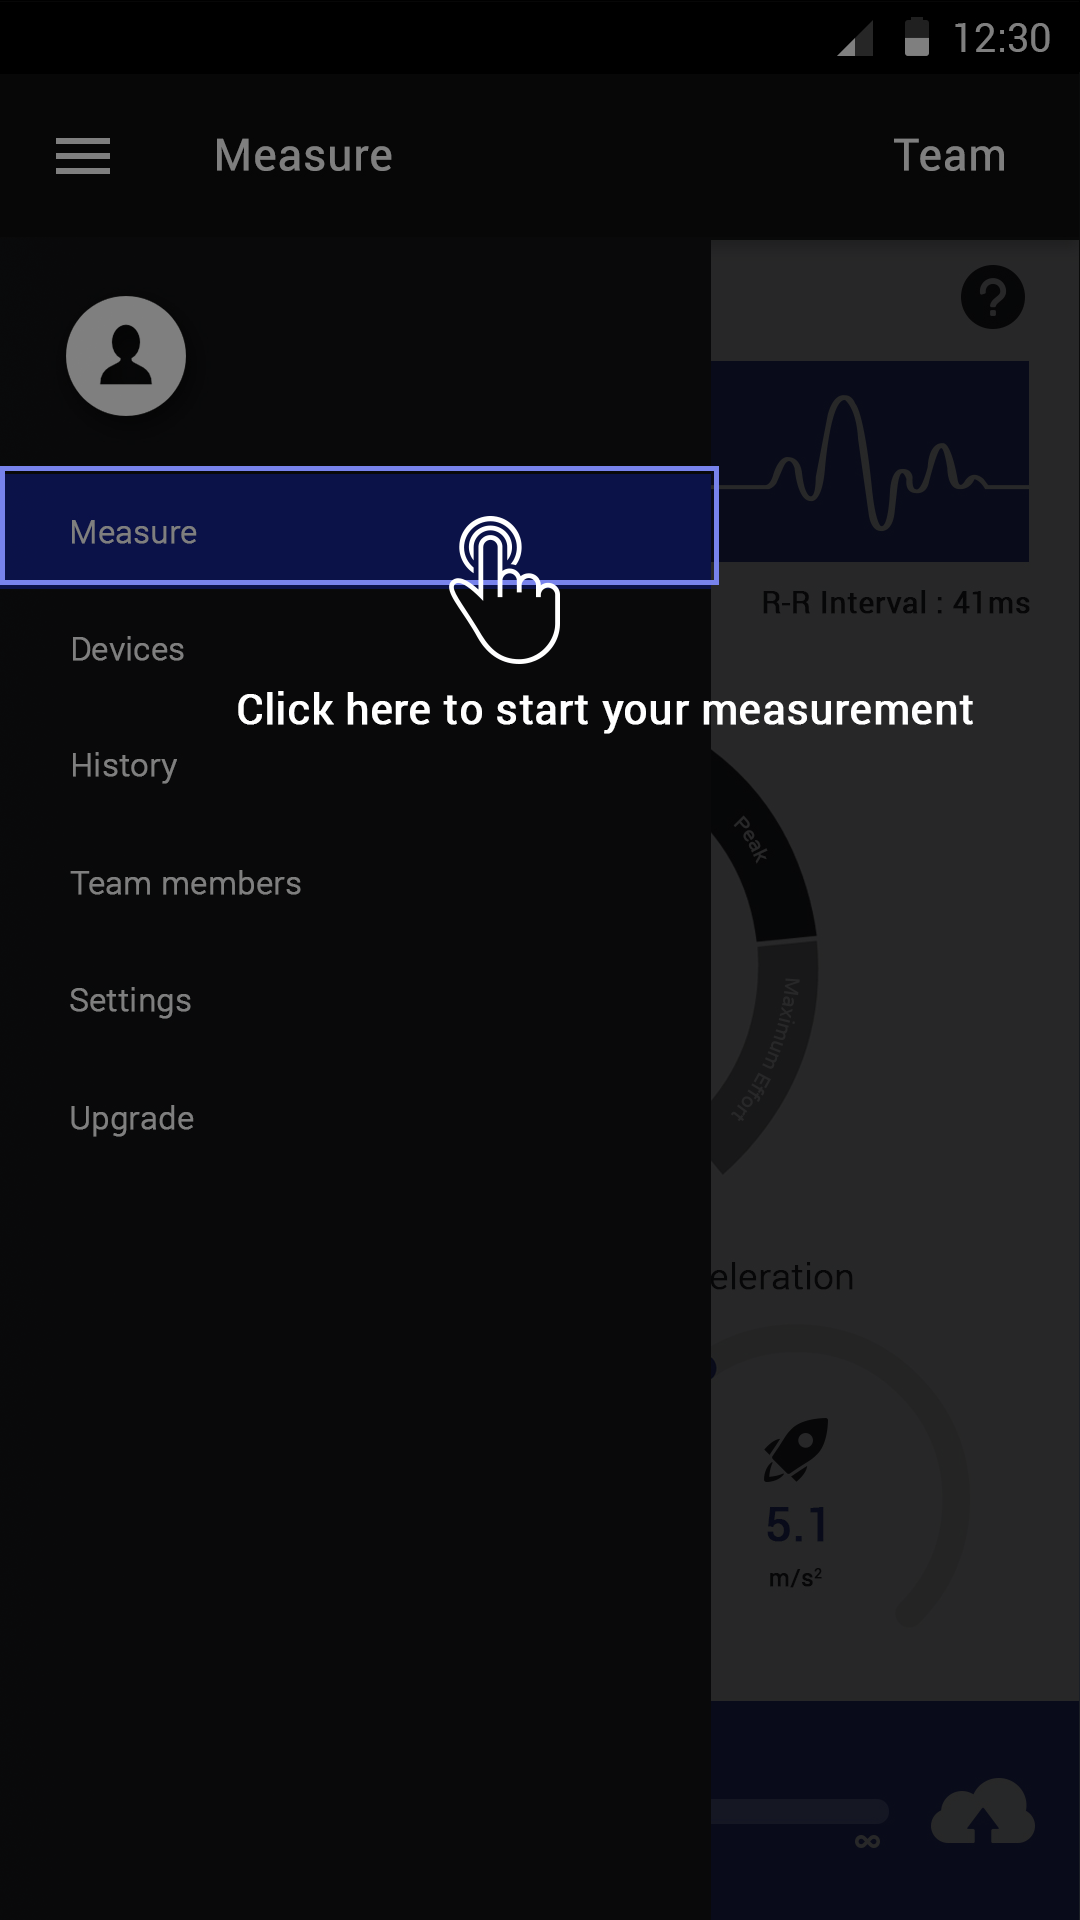 12:30
Measure
Team
Measure
R-R Interval : 41ms
Devices
Click here to start your measurement
History
Peak
Team members
Maximum Effort
Settings
Upgrade
eleration
5.1
m/s²
∞